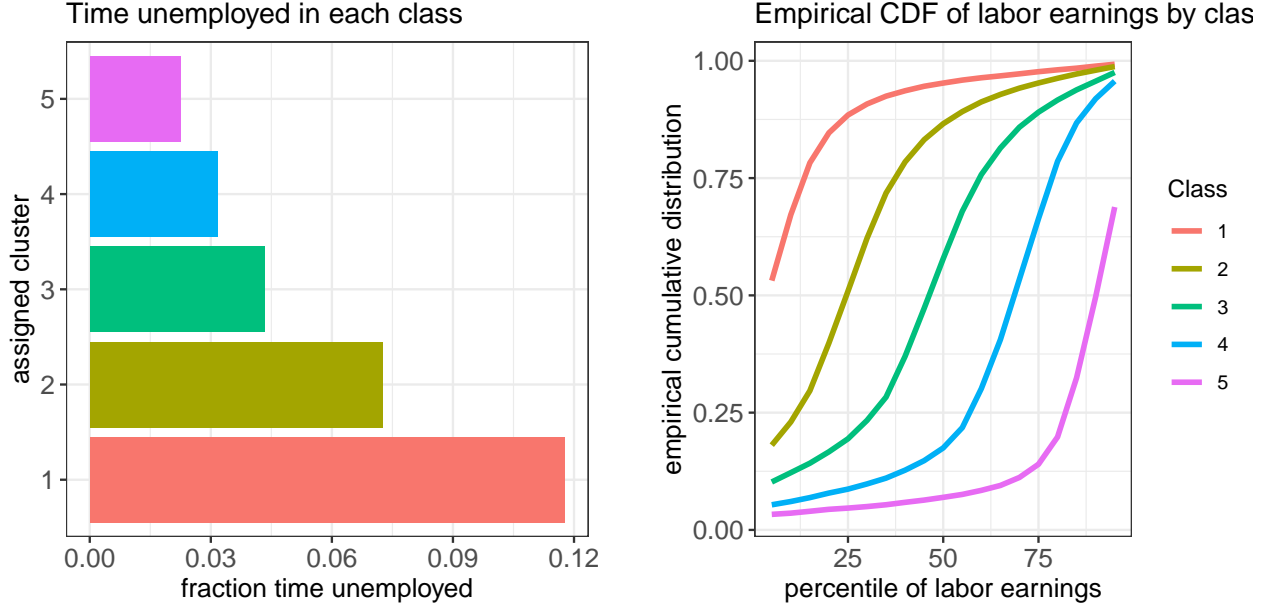 Time unemployed in each class
5
4
3
2
1
assigned cluster
0.00 0.03 0.06 0.09 0.12
fraction time unemployed
Empirical CDF of labor earnings by clas
1.00
0.75
0.50
0.25
0.00
empirical cumulative distribution
25 50 75
percentile of labor earnings
Class
1
2
3
4
5